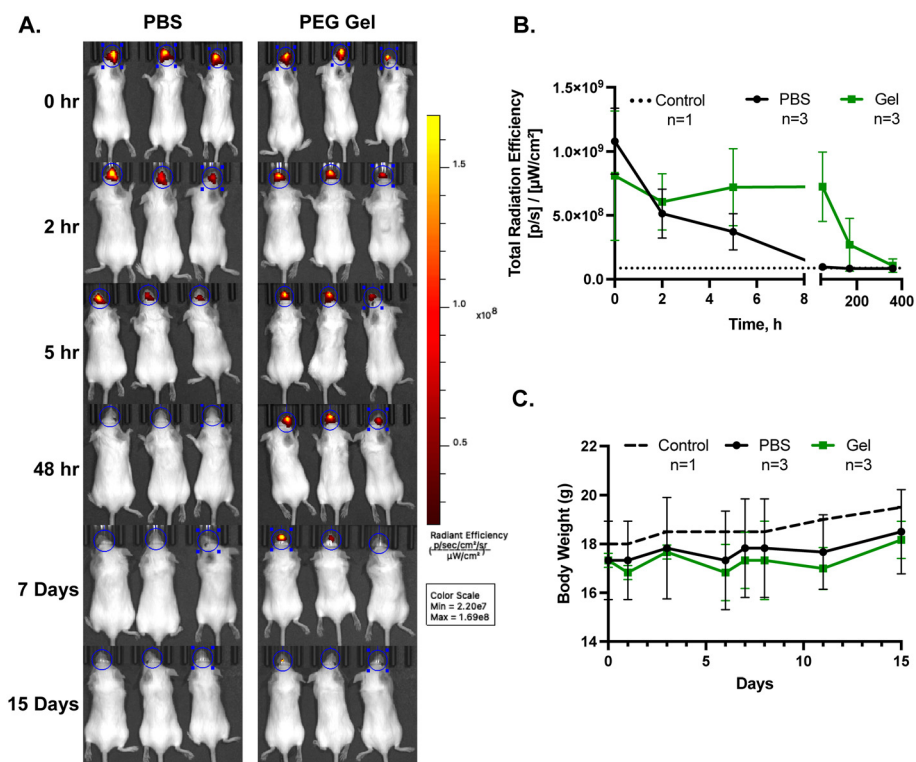 A.
PBS
PEG Gel
0 hr
2 hr
5 hr
48 hr
7 Days
15 Days
1.5
1.0
x10⁸
0.5
Radiant Efficiency
(p/sec/cm²/sr
µW/cm²)
Color Scale
Min = 2.20e7
Max = 1.69e8
B.
Total Radiation Efficiency
[p/s] / [µW/cm²]
1.5×10⁹
1.0×10⁹
5.0×10⁸
0.0
Control
n=1
PBS
n=3
Gel
n=3
0 2 4 6 8 200 400
Time, h
C.
Body Weight (g)
22
20
18
16
14
Control
n=1
PBS
n=3
Gel
n=3
0 5 10 15
Days